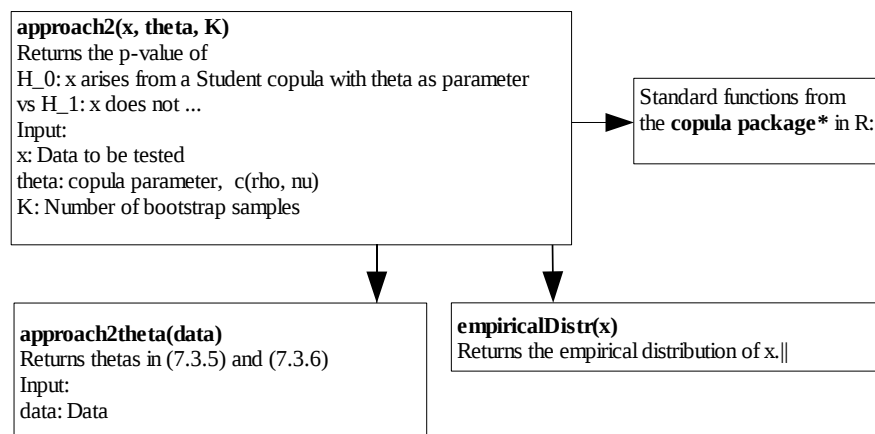 approach2(x, theta, K)
Returns the p-value of
H_0: x arises from a Student copula with theta as parameter
vs H_1: x does not ...
Input:
x: Data to be tested
theta: copula parameter, c(rho, nu)
K: Number of bootstrap samples
Standard functions from
the copula package* in R:
approach2theta(data)
Returns thetas in (7.3.5) and (7.3.6)
Input:
data: Data
empiricalDistr(x)
Returns the empirical distribution of x.||